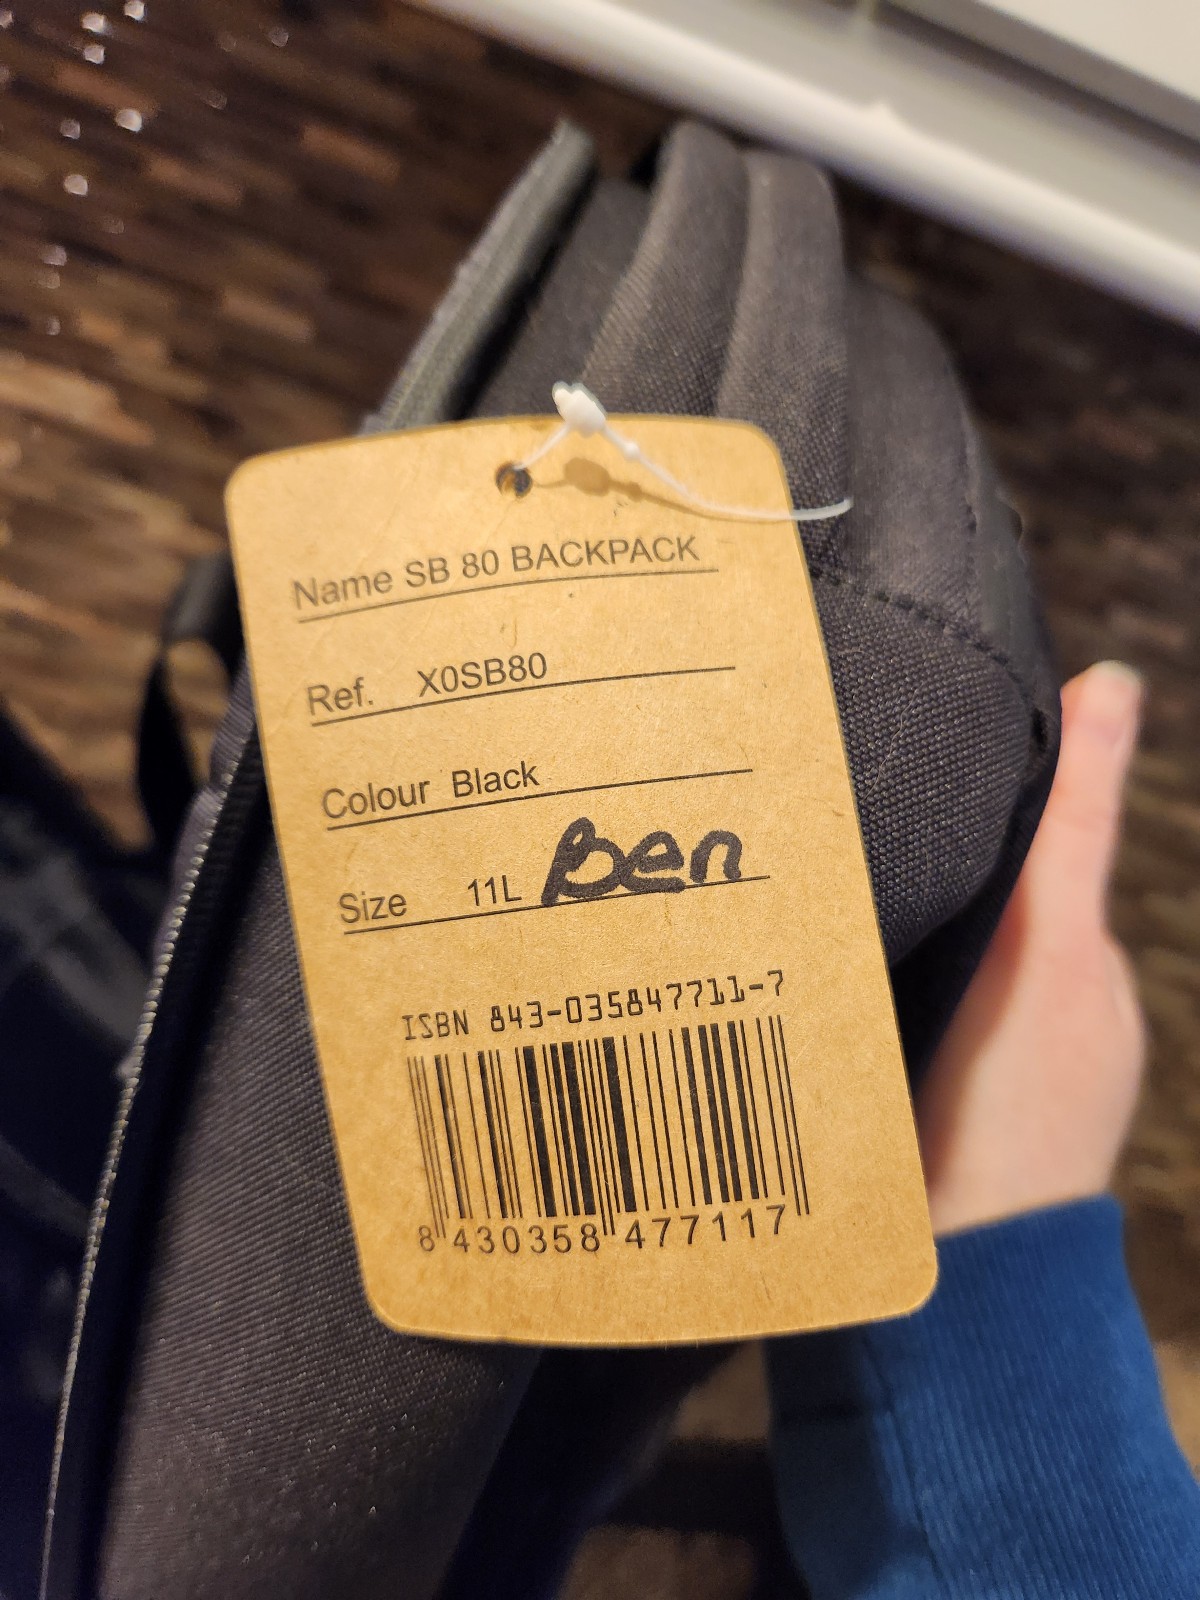 Name SB 80 BACKPACK
Ref. X0SB80
Colour Black
Size 11L Ben
ISBN 843-035847711-7
8 430358 477117